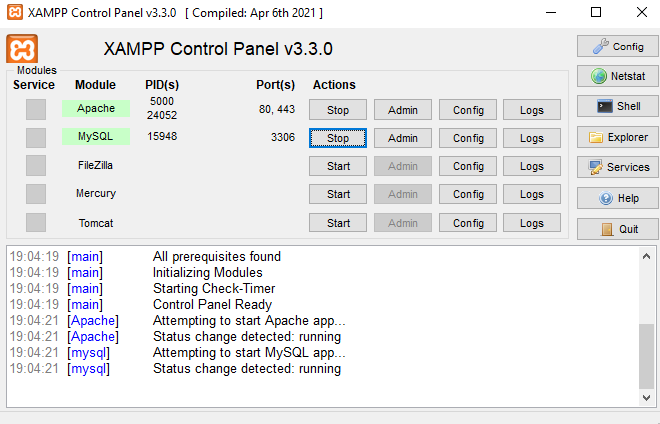 XAMPP Control Panel v3.3.0 [ Compiled: Apr 6th 2021 ]
XAMPP Control Panel v3.3.0
Config
Modules
Service Module PID(s) Port(s) Actions
Netstat
Apache 5000 80, 443 Stop Admin Config Logs
24052
Shell
MySQL 15948 3306 Stop Admin Config Logs
Explorer
FileZilla Start Admin Config Logs
Services
Mercury Start Admin Config Logs
Help
Tomcat Start Admin Config Logs
Quit
19:04:19 [main] All prerequisites found
19:04:19 [main] Initializing Modules
19:04:19 [main] Starting Check-Timer
19:04:19 [main] Control Panel Ready
19:04:21 [Apache] Attempting to start Apache app...
19:04:21 [Apache] Status change detected: running
19:04:21 [mysql] Attempting to start MySQL app...
19:04:21 [mysql] Status change detected: running